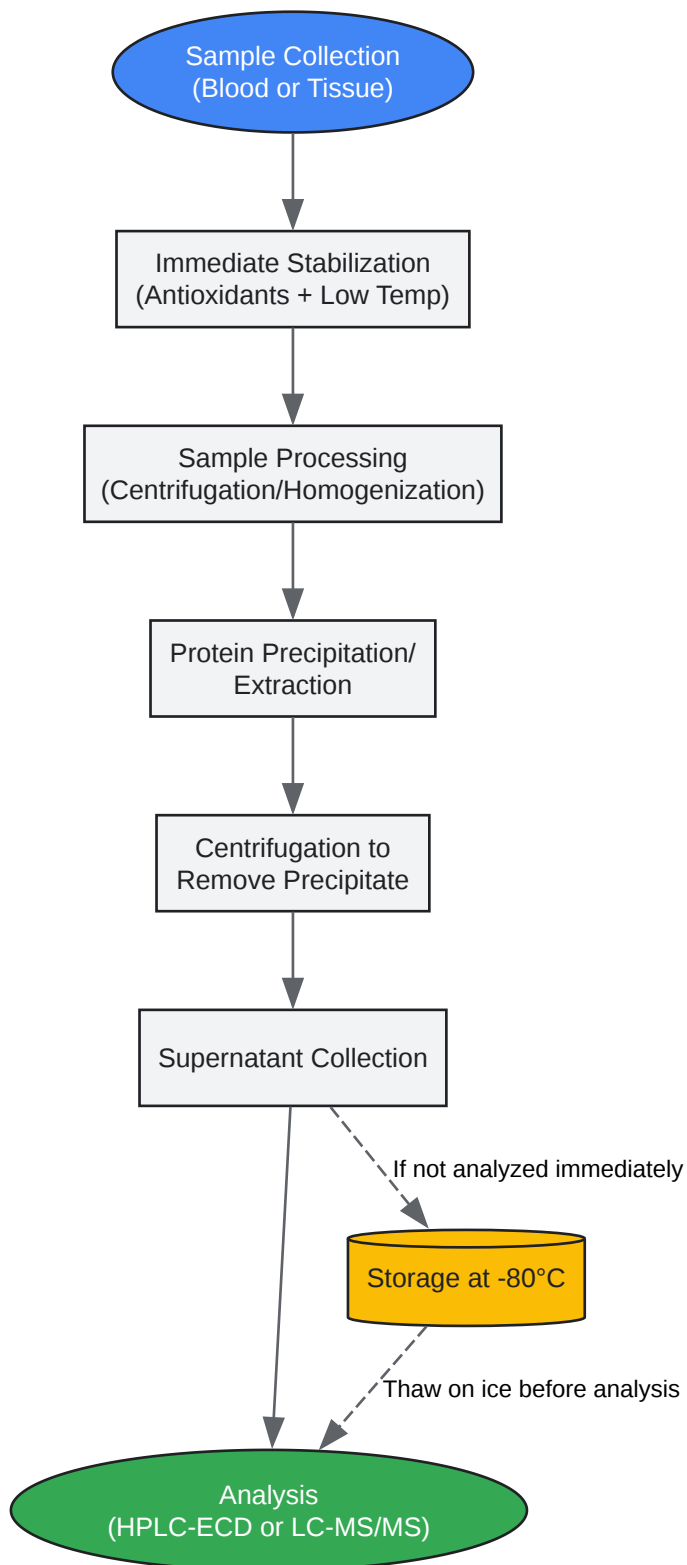 Sample Collection
(Blood or Tissue)
Immediate Stabilization
(Antioxidants + Low Temp)
Sample Processing
(Centrifugation/Homogenization)
Protein Precipitation/
Extraction
Centrifugation to
Remove Precipitate
Supernatant Collection
If not analyzed immediately
Storage at -80°C
Thaw on ice before analysis
Analysis
(HPLC-ECD or LC-MS/MS)